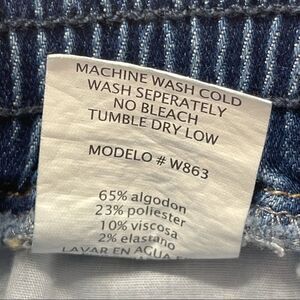 MACHINE WASH COLD
WASH SEPERATELY
NO BLEACH
TUMBLE DRY LOW
MODELO # W863
65% algodon
23% poliester
10% viscosa
2% elastano
LAVAR EN AGUA